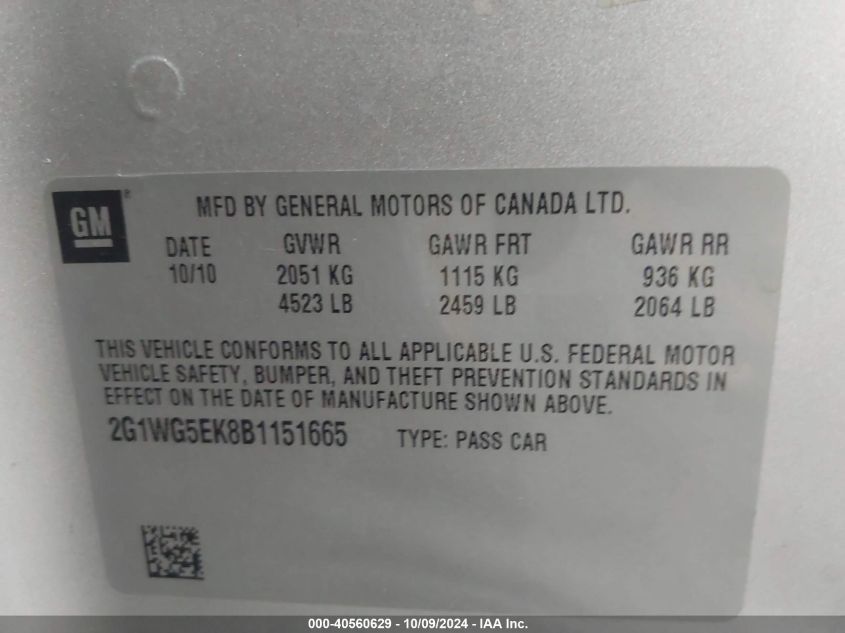 GM ®
MFD BY GENERAL MOTORS OF CANADA LTD.
DATE GVWR GAWR FRT GAWR RR
10/10 2051 KG 1115 KG 936 KG
4523 LB 2459 LB 2064 LB
THIS VEHICLE CONFORMS TO ALL APPLICABLE U.S. FEDERAL MOTOR
VEHICLE SAFETY, BUMPER, AND THEFT PREVENTION STANDARDS IN
EFFECT ON THE DATE OF MANUFACTURE SHOWN ABOVE.
2G1WG5EK8B1151665 TYPE: PASS CAR
000-40560629 - 10/09/2024 - IAA Inc.